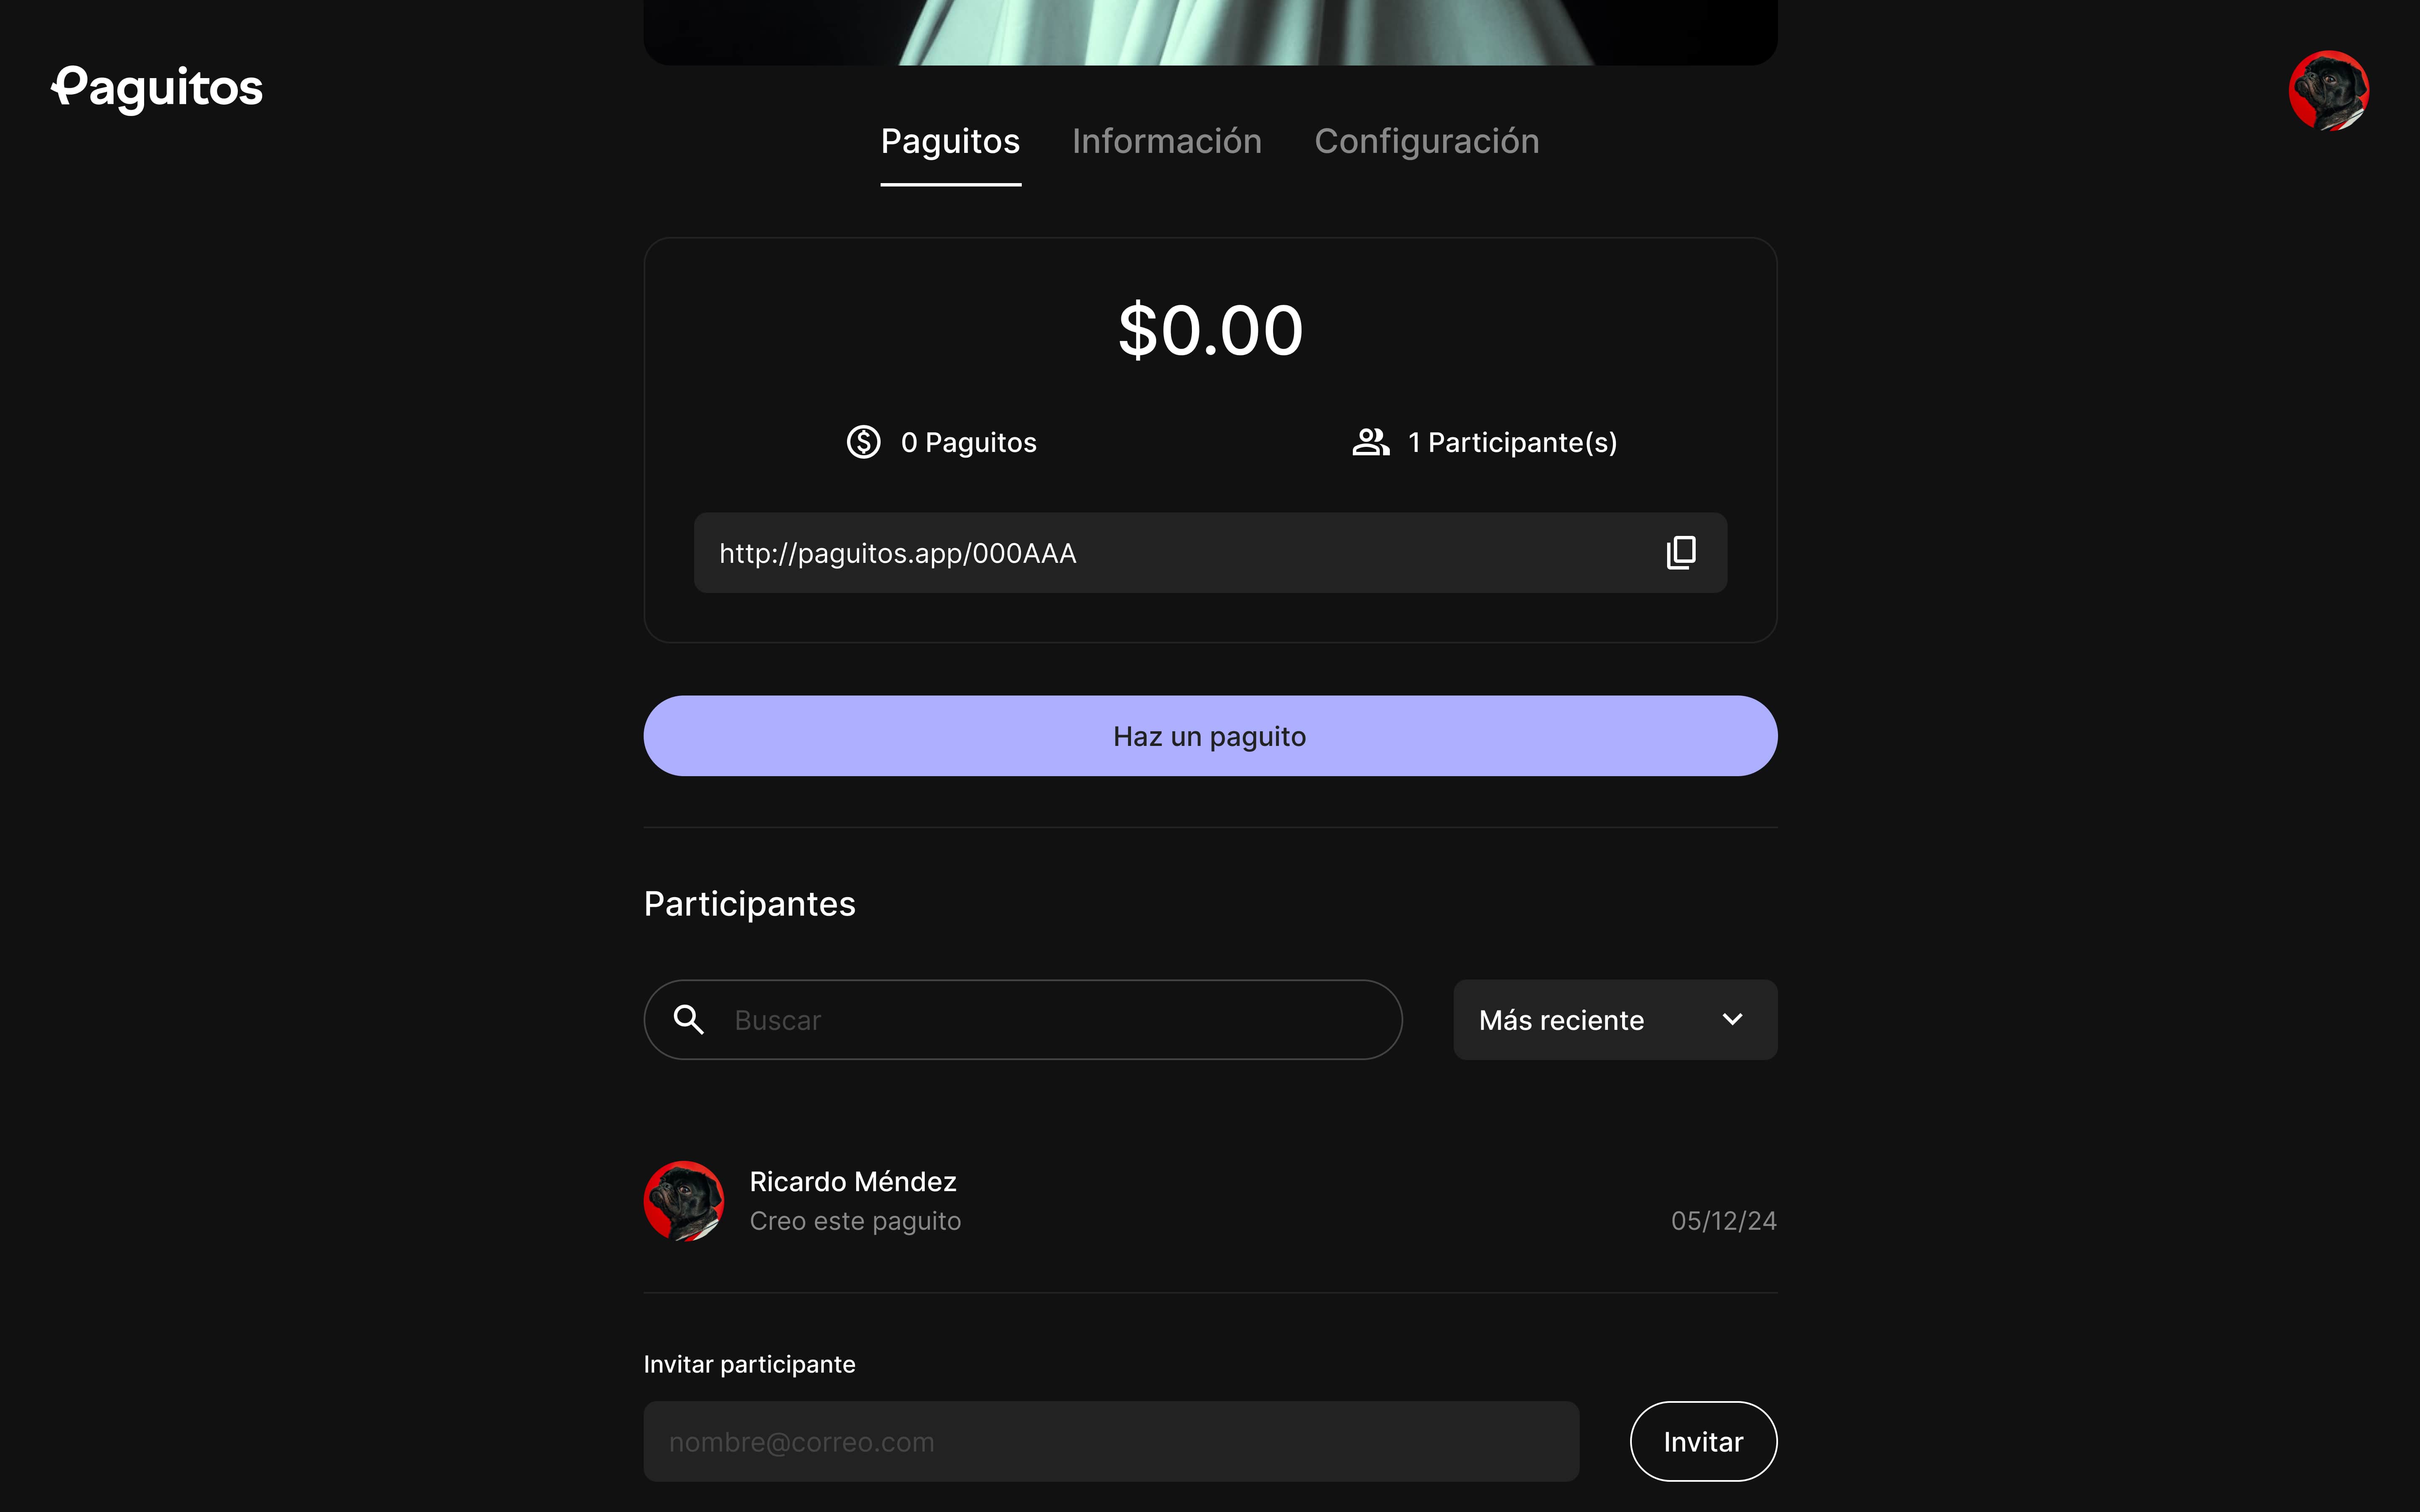 Paguitos
Paguitos Información Configuración
$0.00
0 Paguitos 1 Participante(s)
http://paguitos.app/000AAA
Haz un paguito
Participantes
Buscar Más reciente
Ricardo Méndez
Creo este paguito 05/12/24
Invitar participante
nombre@correo.com Invitar